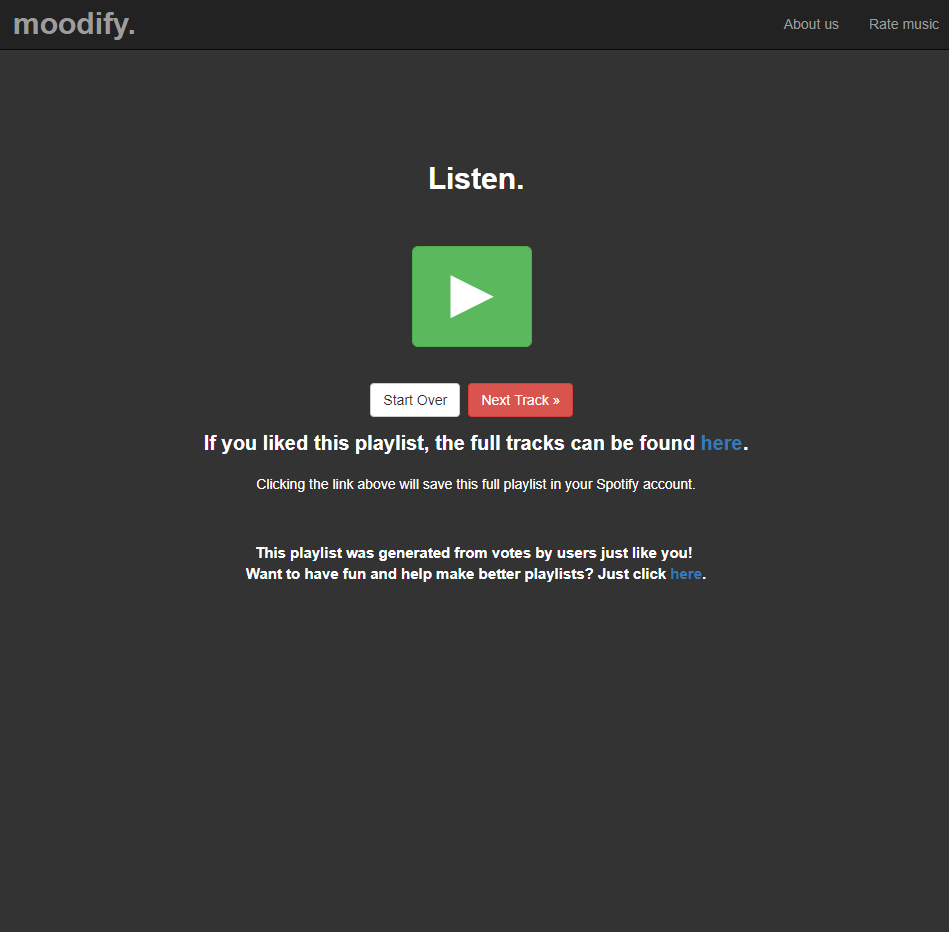 moodify.
About us
Rate music
Listen.
Start Over
Next Track »
If you liked this playlist, the full tracks can be found here.
Clicking the link above will save this full playlist in your Spotify account.
This playlist was generated from votes by users just like you!
Want to have fun and help make better playlists? Just click here.